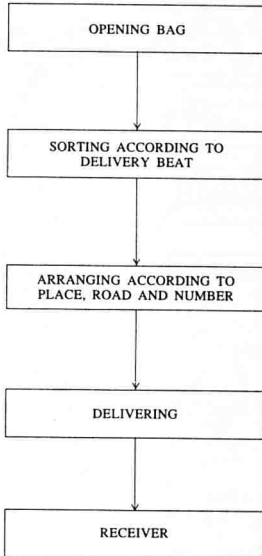 OPENING BAG
SORTING ACCORDING TO
DELIVERY BEAT
ARRANGING ACCORDING TO
PLACE, ROAD AND NUMBER
DELIVERING
RECEIVER